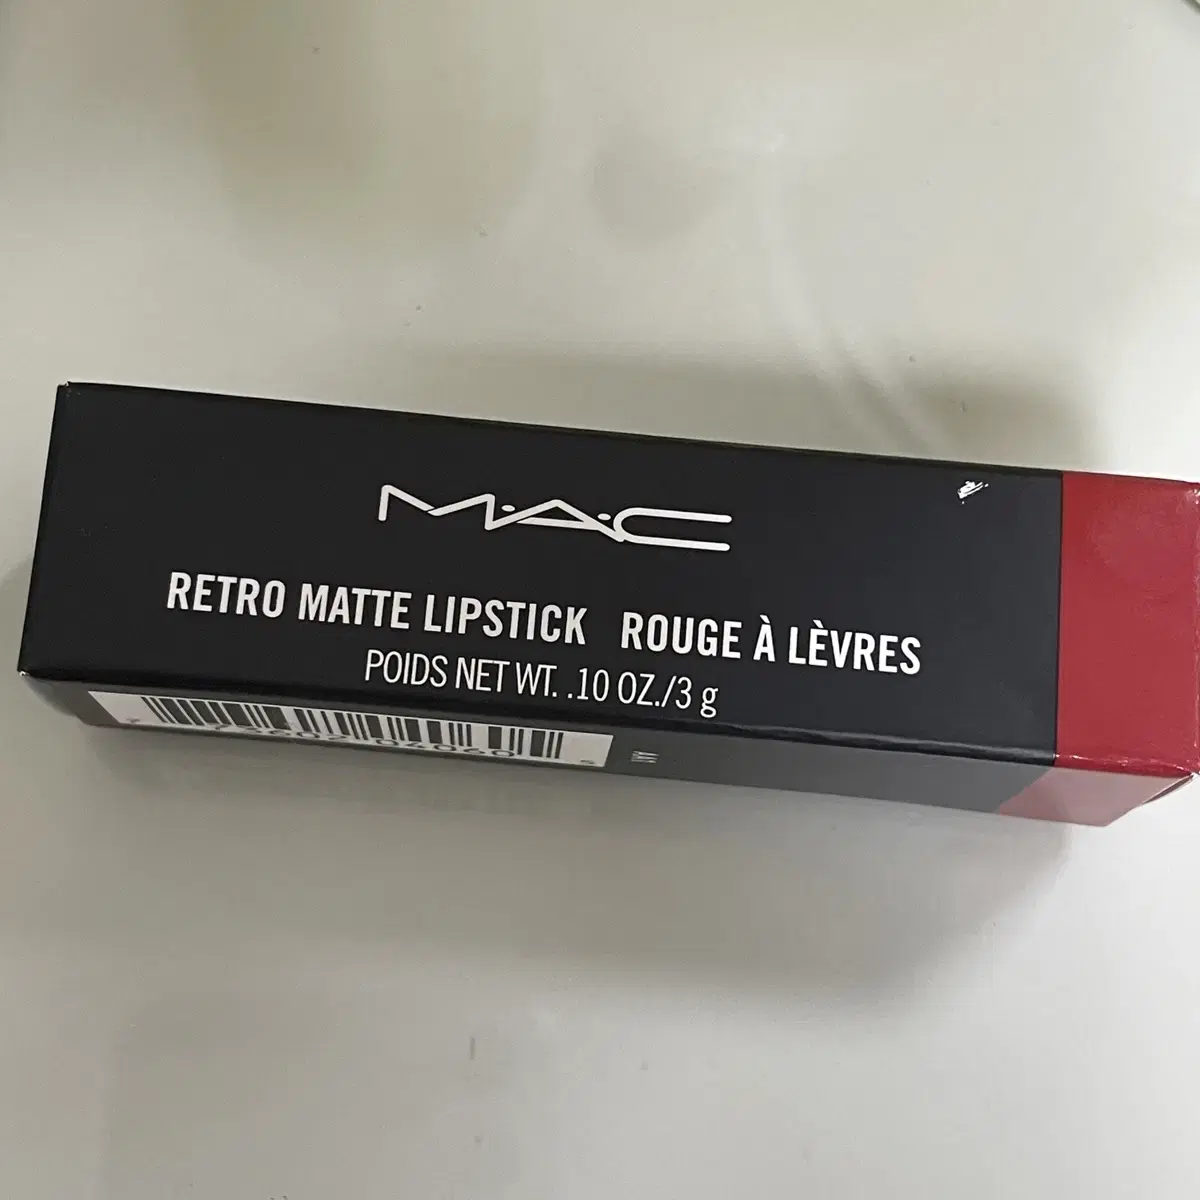 M·A·C
RETRO MATTE LIPSTICK ROUGE À LÈVRES
POIDS NET WT. .10 OZ./3 g